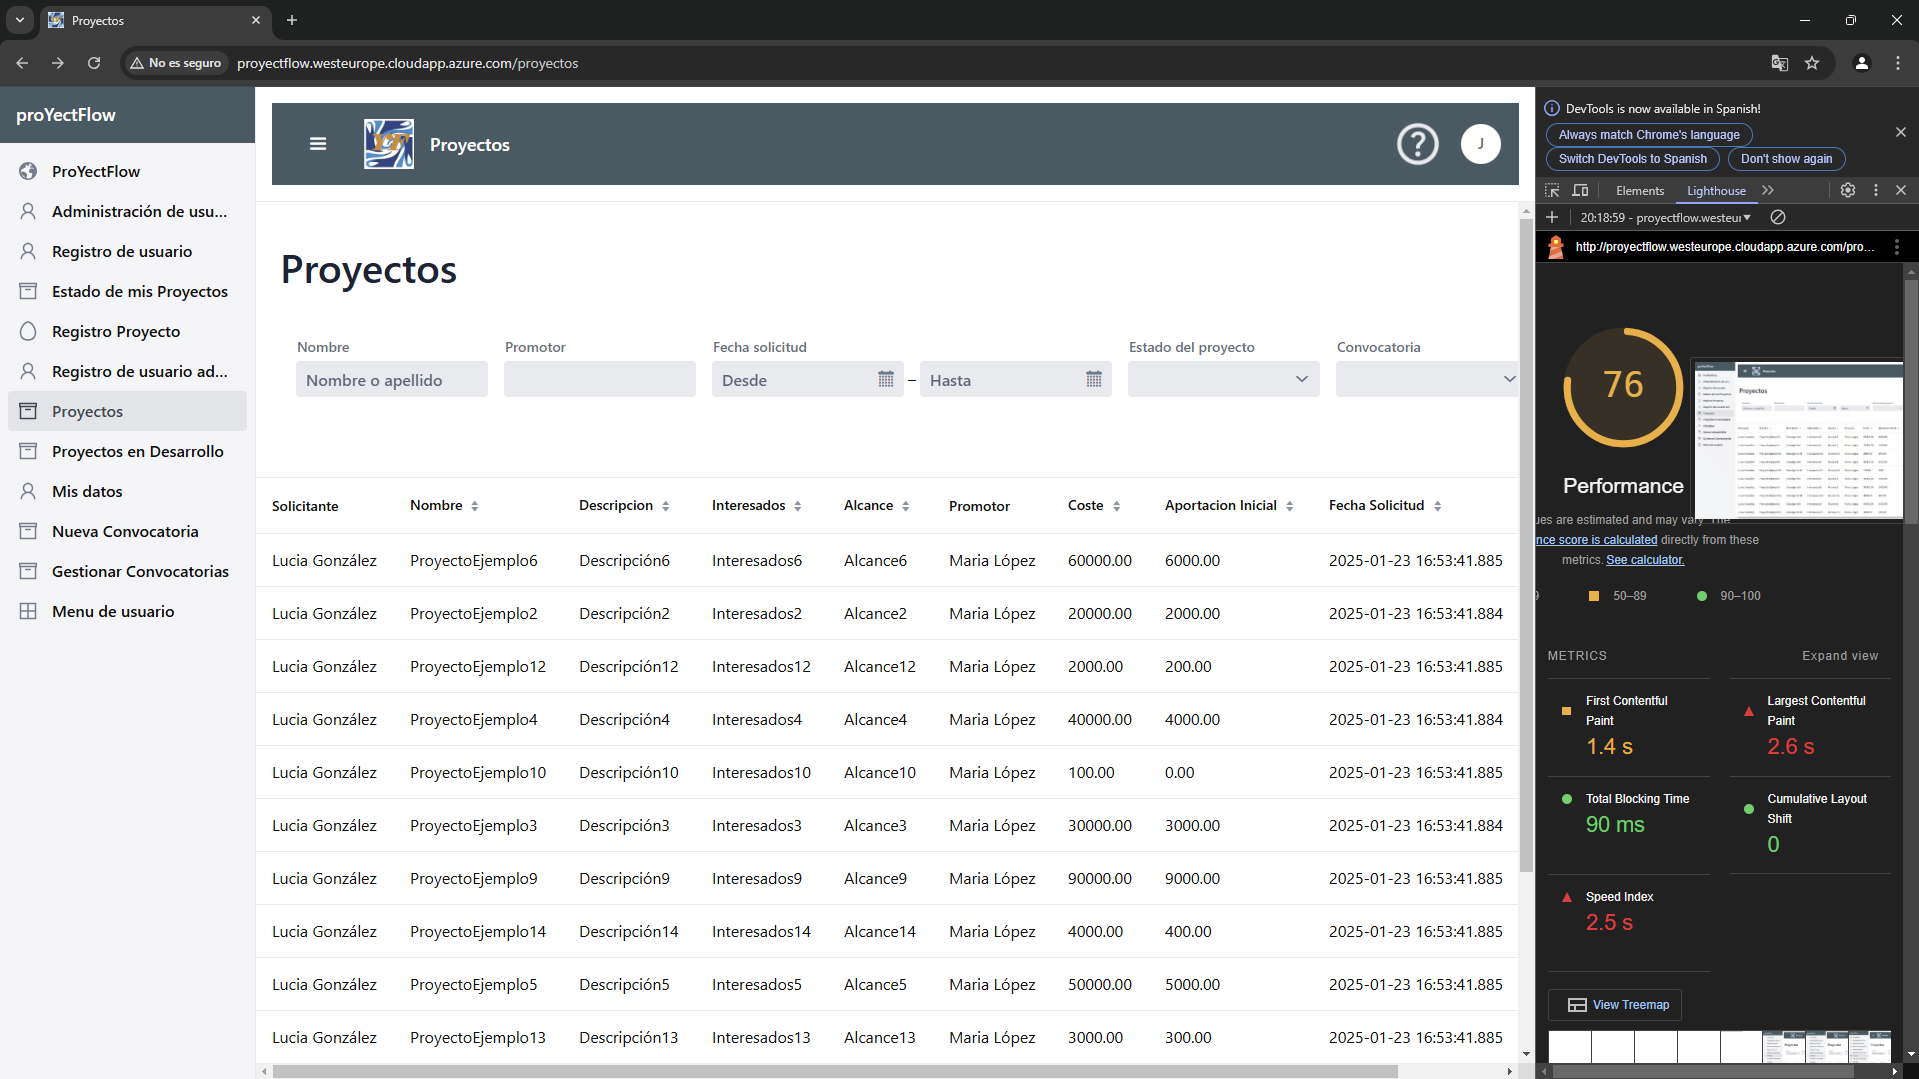 Proyectos
No es seguro
proyectflow.westeurope.cloudapp.azure.com/proyectos
proYectFlow
ProYectFlow
Administración de usu...
Registro de usuario
Estado de mis Proyectos
Registro Proyecto
Registro de usuario ad...
Proyectos
Proyectos en Desarrollo
Mis datos
Nueva Convocatoria
Gestionar Convocatorias
Menu de usuario
Proyectos
J
Proyectos
Nombre Promotor Fecha solicitud Estado del proyecto Convocatoria
Nombre o apellido Desde – Hasta
Solicitante Nombre Descripcion Interesados Alcance Promotor Coste Aportacion Inicial Fecha Solicitud
Lucia González ProyectoEjemplo6 Descripción6 Interesados6 Alcance6 Maria López 60000.00 6000.00 2025-01-23 16:53:41.885
Lucia González ProyectoEjemplo2 Descripción2 Interesados2 Alcance2 Maria López 20000.00 2000.00 2025-01-23 16:53:41.884
Lucia González ProyectoEjemplo12 Descripción12 Interesados12 Alcance12 Maria López 2000.00 200.00 2025-01-23 16:53:41.885
Lucia González ProyectoEjemplo4 Descripción4 Interesados4 Alcance4 Maria López 40000.00 4000.00 2025-01-23 16:53:41.884
Lucia González ProyectoEjemplo10 Descripción10 Interesados10 Alcance10 Maria López 100.00 0.00 2025-01-23 16:53:41.885
Lucia González ProyectoEjemplo3 Descripción3 Interesados3 Alcance3 Maria López 30000.00 3000.00 2025-01-23 16:53:41.884
Lucia González ProyectoEjemplo9 Descripción9 Interesados9 Alcance9 Maria López 90000.00 9000.00 2025-01-23 16:53:41.885
Lucia González ProyectoEjemplo14 Descripción14 Interesados14 Alcance14 Maria López 4000.00 400.00 2025-01-23 16:53:41.885
Lucia González ProyectoEjemplo5 Descripción5 Interesados5 Alcance5 Maria López 50000.00 5000.00 2025-01-23 16:53:41.885
Lucia González ProyectoEjemplo13 Descripción13 Interesados13 Alcance13 Maria López 3000.00 300.00 2025-01-23 16:53:41.885
DevTools is now available in Spanish!
Always match Chrome's language
Switch DevTools to Spanish Don't show again
Elements Lighthouse
20:18:59 - proyectflow.westeur
http://proyectflow.westeurope.cloudapp.azure.com/pro...
76
Performance
ues are estimated and may vary. The
nce score is calculated directly from these
metrics. See calculator.
9 50–89 90–100
METRICS Expand view
First Contentful
Paint
1.4 s
Largest Contentful
Paint
2.6 s
Total Blocking Time
90 ms
Cumulative Layout
Shift
0
Speed Index
2.5 s
View Treemap